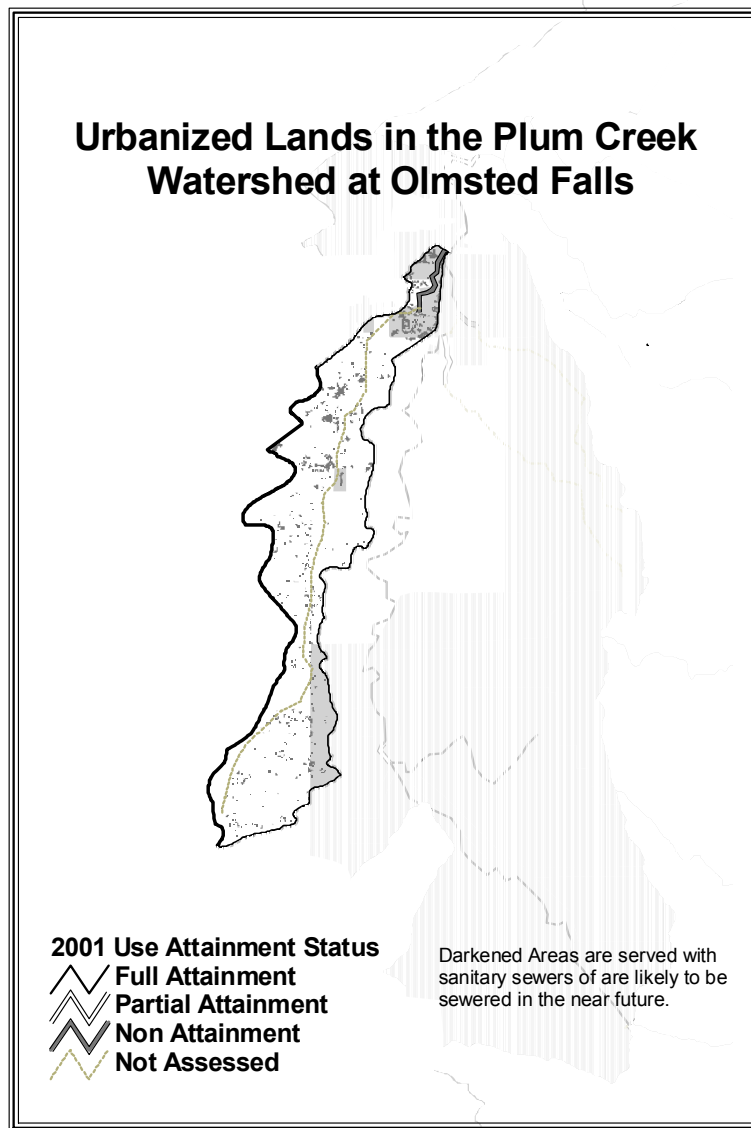 Urbanized Lands in the Plum Creek
Watershed at Olmsted Falls
2001 Use Attainment Status
Full Attainment
Partial Attainment
Non Attainment
Not Assessed
Darkened Areas are served with
sanitary sewers of are likely to be
sewered in the near future.